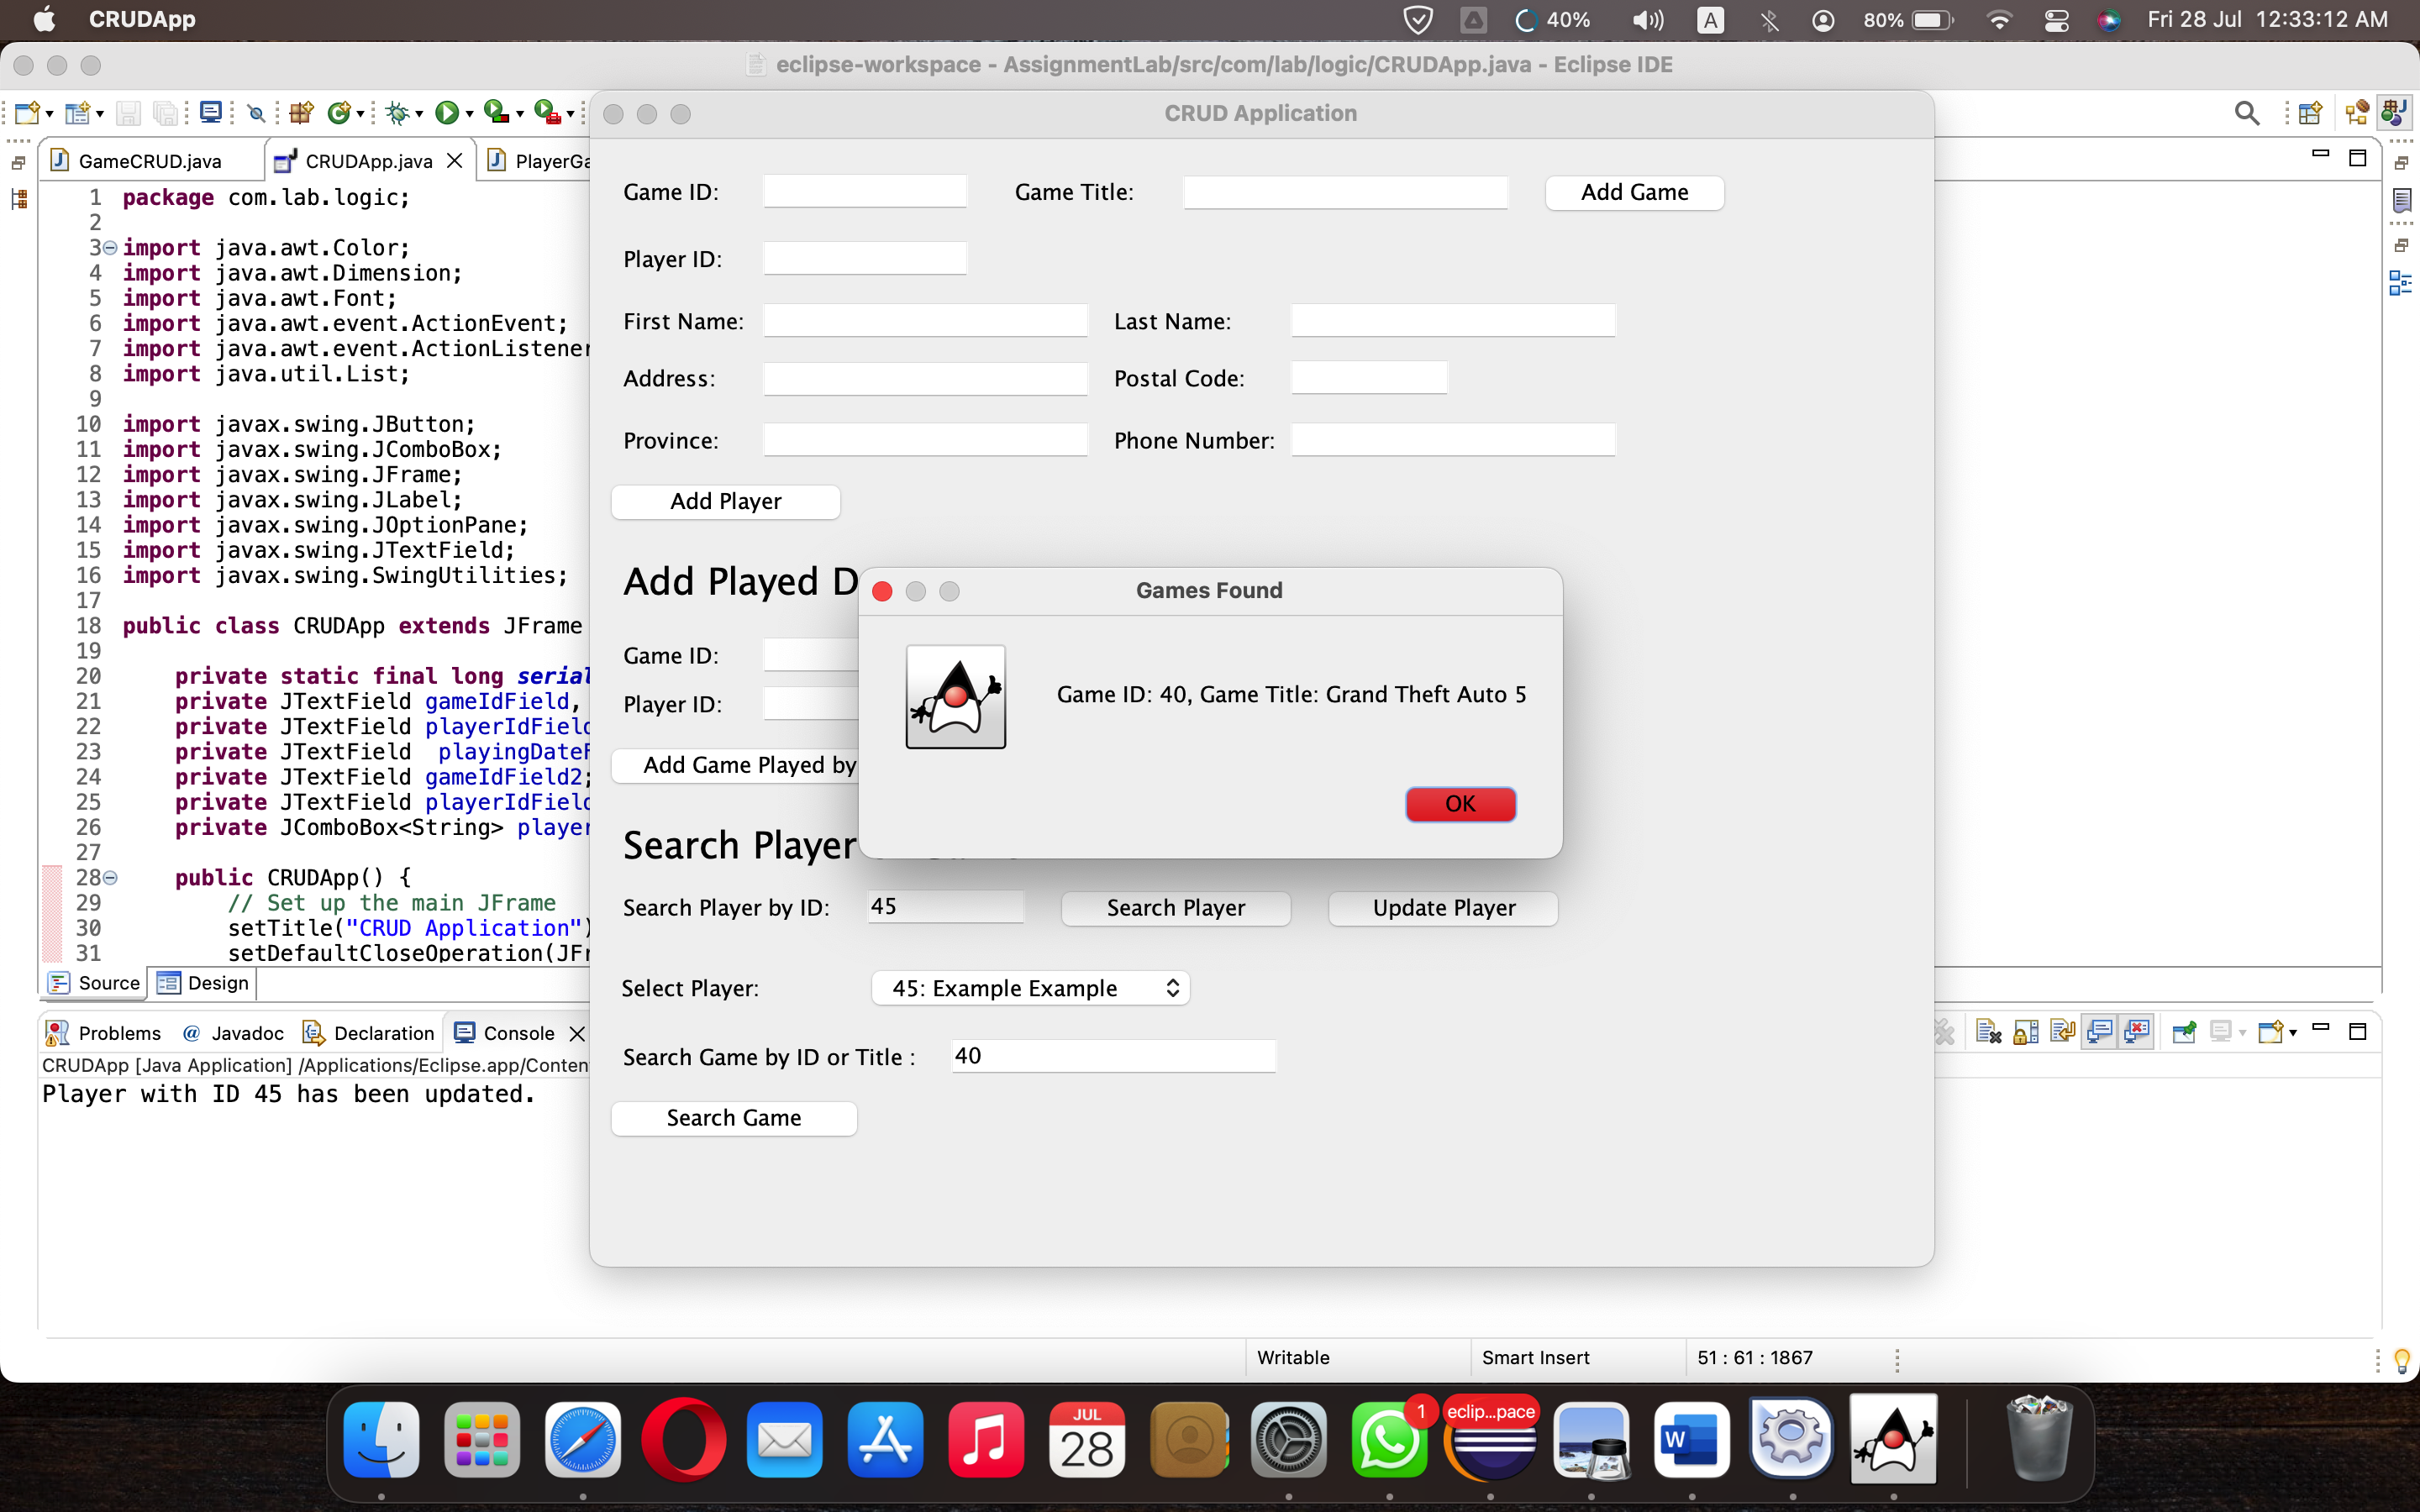 CRUDApp
40%
A
80%
Fri 28 Jul 12:33:12 AM
eclipse-workspace - AssignmentLab/src/com/lab/logic/CRUDApp.java - Eclipse IDE
GameCRUD.java
CRUDApp.java
PlayerGa
1 package com.lab.logic;
2
3 import java.awt.Color;
4 import java.awt.Dimension;
5 import java.awt.Font;
6 import java.awt.event.ActionEvent;
7 import java.awt.event.ActionListener
8 import java.util.List;
9
10 import javax.swing.JButton;
11 import javax.swing.JComboBox;
12 import javax.swing.JFrame;
13 import javax.swing.JLabel;
14 import javax.swing.JOptionPane;
15 import javax.swing.JTextField;
16 import javax.swing.SwingUtilities;
17
18 public class CRUDApp extends JFrame
19
20 private static final long serial
21 private JTextField gameIdField,
22 private JTextField playerIdField
23 private JTextField playingDateF
24 private JTextField gameIdField2;
25 private JTextField playerIdField
26 private JComboBox<String> player
27
28 public CRUDApp() {
29 // Set up the main JFrame
30 setTitle("CRUD Application")
31 setDefaultCloseOperation(JFr
Source
Design
Problems
@ Javadoc
Declaration
Console
CRUDApp [Java Application] /Applications/Eclipse.app/Conten
Player with ID 45 has been updated.
CRUD Application
Game ID:
Game Title:
Add Game
Player ID:
First Name:
Last Name:
Address:
Postal Code:
Province:
Phone Number:
Add Player
Add Played D
Game ID:
Player ID:
Add Game Played by
Search Player
Games Found
Game ID: 40, Game Title: Grand Theft Auto 5
OK
Search Player by ID:
45
Search Player
Update Player
Select Player:
45: Example Example
Search Game by ID or Title :
40
Search Game
Writable
Smart Insert
51 : 61 : 1867
JUL
28
1
eclip...pace
W